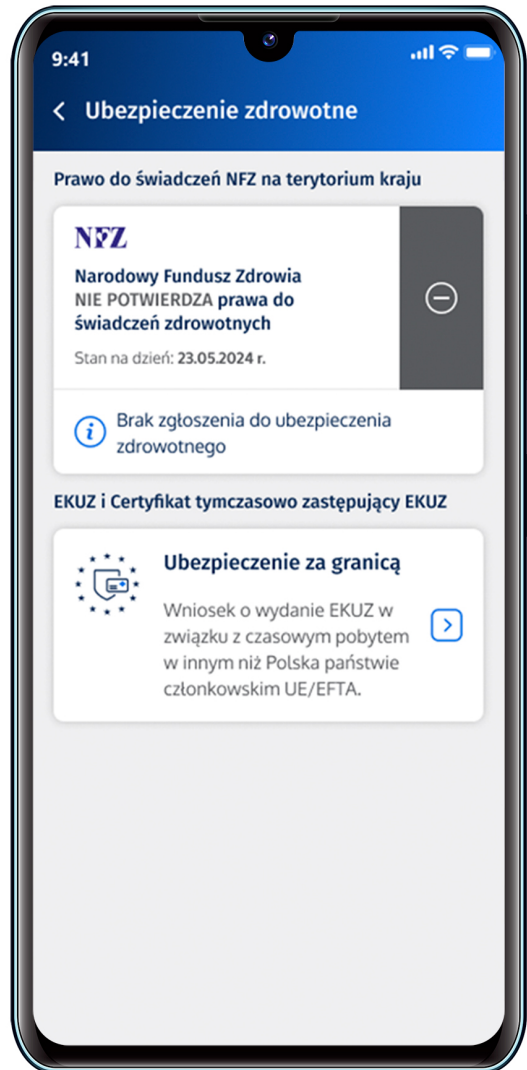 9:41
Ubezpieczenie zdrowotne
Prawo do świadczeń NFZ na terytorium kraju
NFZ
Narodowy Fundusz Zdrowia
NIE POTWIERDZA prawa do
świadczeń zdrowotnych
Stan na dzień: 23.05.2024 r.
Brak zgłoszenia do ubezpieczenia
zdrowotnego
EKUZ i Certyfikat tymczasowo zastępujący EKUZ
Ubezpieczenie za granicą
Wniosek o wydanie EKUZ w
związku z czasowym pobytem
w innym niż Polska państwie
członkowskim UE/EFTA.